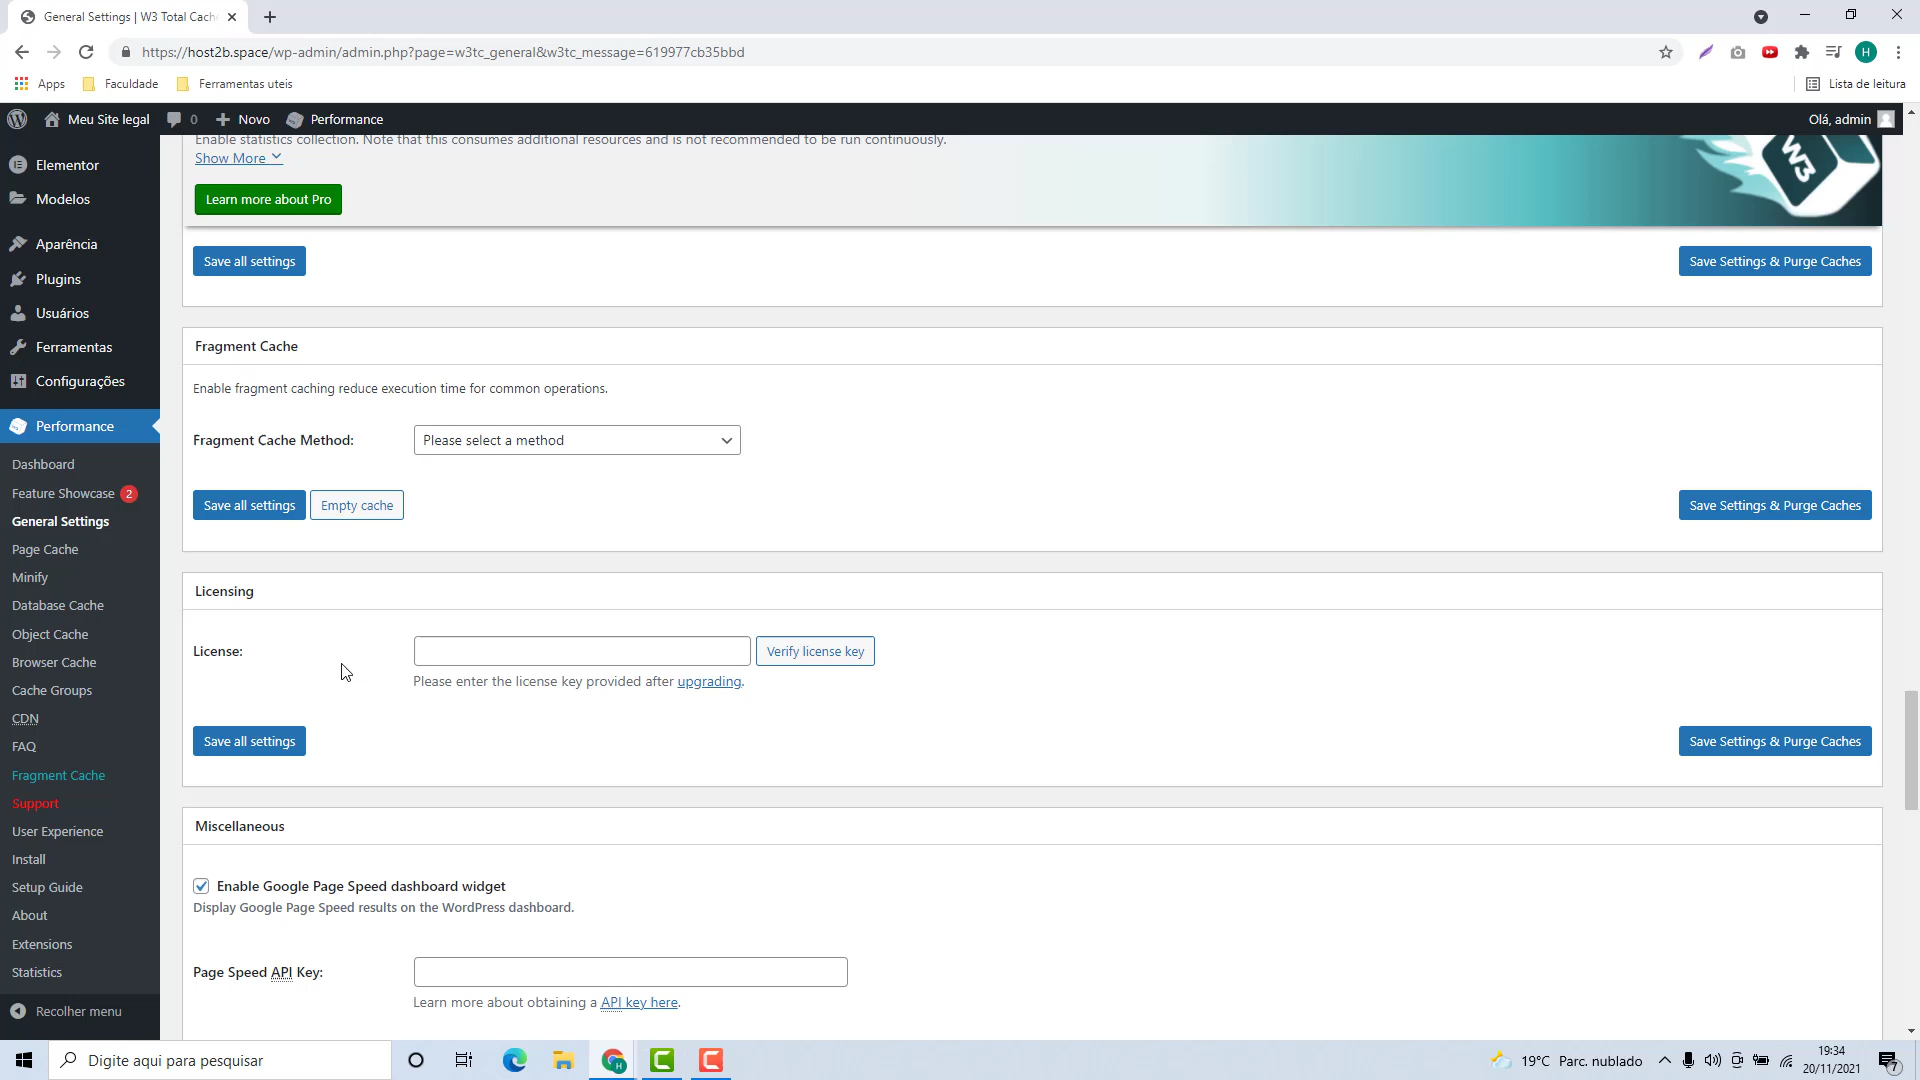 General Settings | W3 Total Cach
https://host2b.space/wp-admin/admin.php?page=w3tc_general&w3tc_message=619977cb35bbd
H
Apps
Faculdade
Ferramentas uteis
Lista de leitura
Meu Site legal
0
Novo
Performance
Olá, admin
Elementor
Modelos
Aparência
Plugins
Usuários
Ferramentas
Configurações
Performance
Dashboard
Feature Showcase 2
General Settings
Page Cache
Minify
Database Cache
Object Cache
Browser Cache
Cache Groups
CDN
FAQ
Fragment Cache
Support
User Experience
Install
Setup Guide
About
Extensions
Statistics
Recolher menu
Enable statistics collection. Note that this consumes additional resources and is not recommended to be run continuously.
Show More
W3
Learn more about Pro
Save all settings
Save Settings & Purge Caches
Fragment Cache
Enable fragment caching reduce execution time for common operations.
Fragment Cache Method:
Please select a method
Save all settings
Empty cache
Save Settings & Purge Caches
Licensing
License:
Verify license key
Please enter the license key provided after upgrading.
Save all settings
Save Settings & Purge Caches
Miscellaneous
Enable Google Page Speed dashboard widget
Display Google Page Speed results on the WordPress dashboard.
Page Speed API Key:
Learn more about obtaining a API key here.
Digite aqui para pesquisar
19°C Parc. nublado
19:34
20/11/2021
7